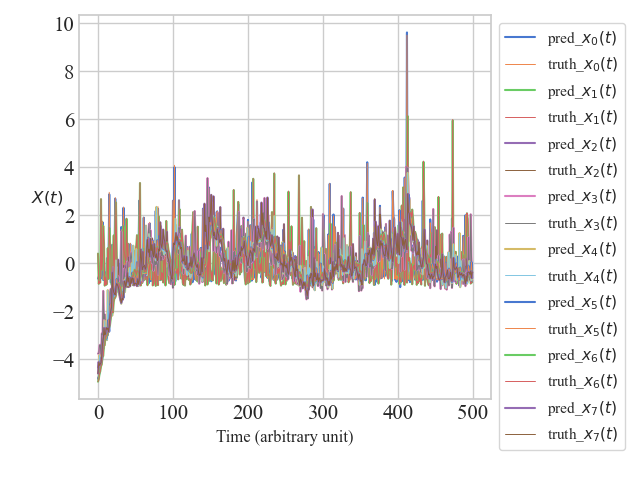 10
8
6
4
2
0
−2
−4
X(t)
0 100 200 300 400 500
Time (arbitrary unit)
pred_x₀(t)
truth_x₀(t)
pred_x₁(t)
truth_x₁(t)
pred_x₂(t)
truth_x₂(t)
pred_x₃(t)
truth_x₃(t)
pred_x₄(t)
truth_x₄(t)
pred_x₅(t)
truth_x₅(t)
pred_x₆(t)
truth_x₆(t)
pred_x₇(t)
truth_x₇(t)